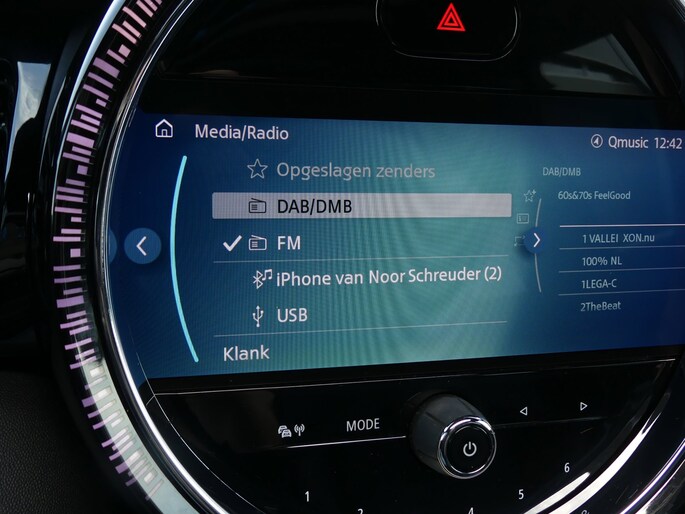 Media/Radio
Qmusic 12:42
Opgeslagen zenders
DAB/DMB
FM
iPhone van Noor Schreuder (2)
USB
Klank
DAB/DMB
60s&70s FeelGood
1 VALLEI XON.nu
100% NL
1LEGA-C
2TheBeat
MODE
1
2
4
5
6